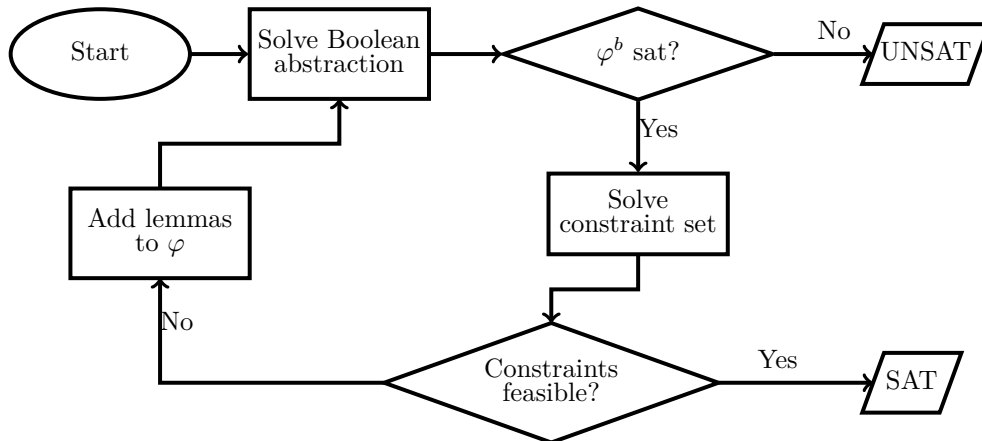 Start
Solve Boolean
abstraction
φᵇ sat?
No
UNSAT
Yes
Solve
constraint set
Add lemmas
to φ
No
Constraints
feasible?
Yes
SAT